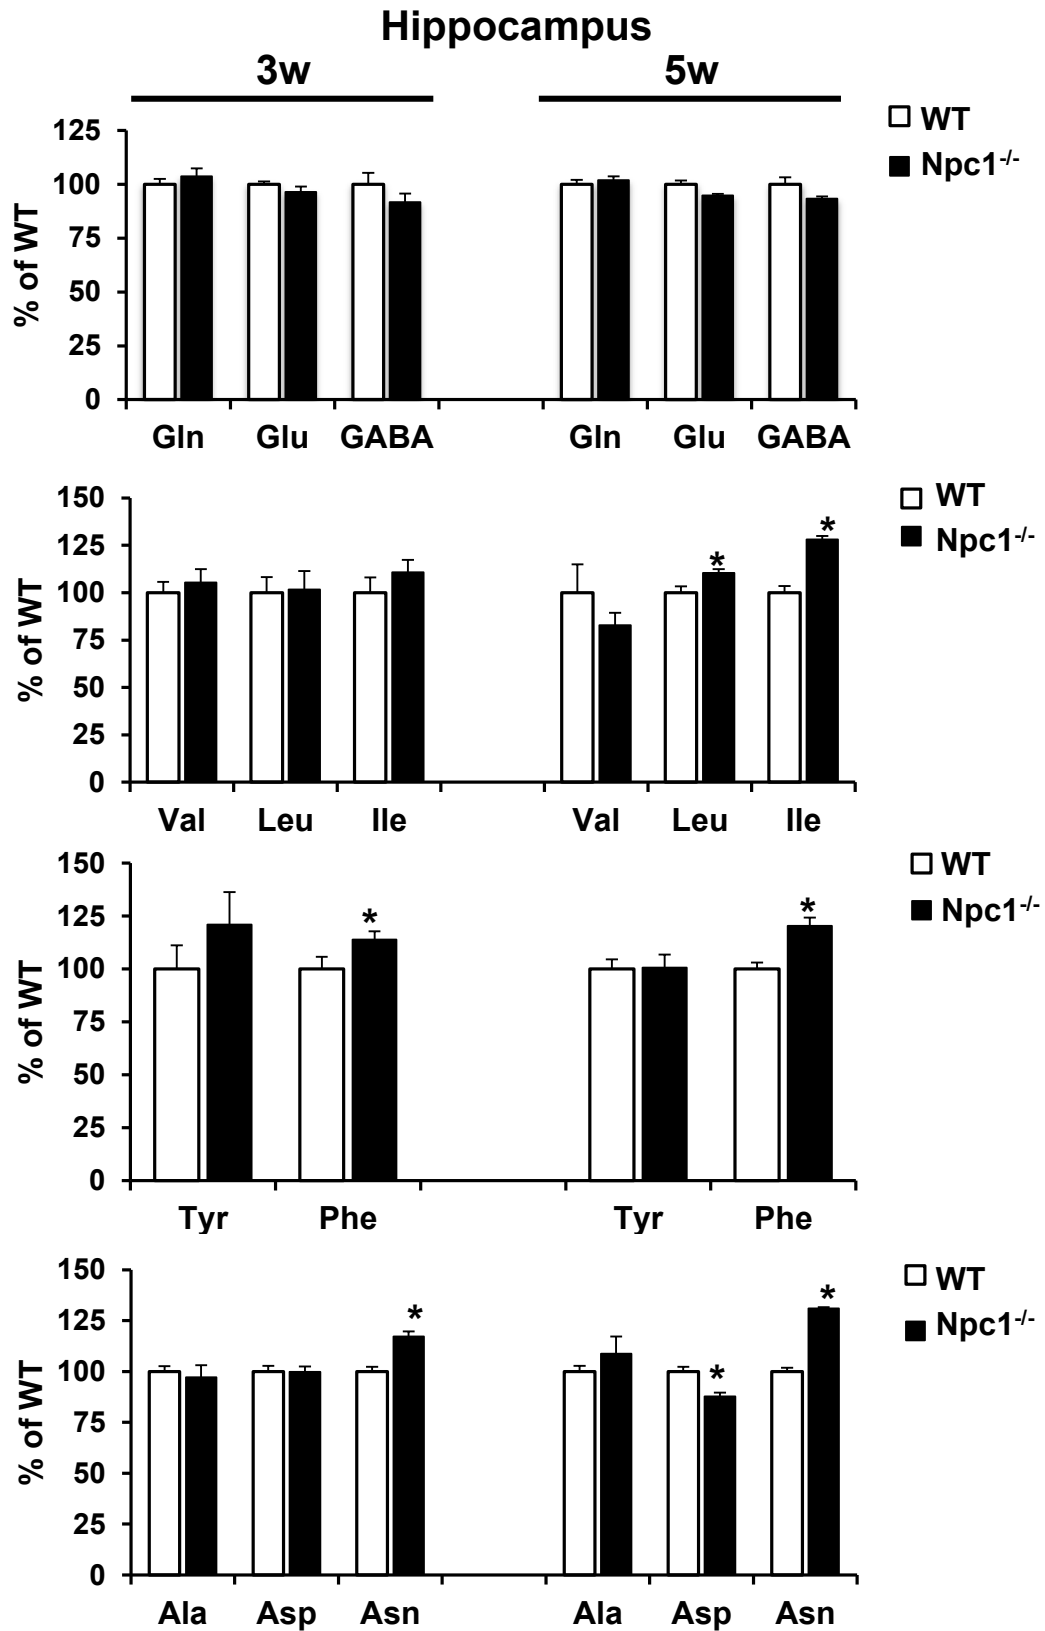 Hippocampus
3w 5w
WT
Npc1-/-
% of WT
125
100
75
50
25
0
Gln Glu GABA Gln Glu GABA
WT
Npc1-/-
% of WT
150
125
100
75
50
25
0
* *
Val Leu Ile Val Leu Ile
WT
Npc1-/-
% of WT
150
125
100
75
50
25
0
* *
Tyr Phe Tyr Phe
WT
Npc1-/-
% of WT
150
125
100
75
50
25
0
* * *
Ala Asp Asn Ala Asp Asn